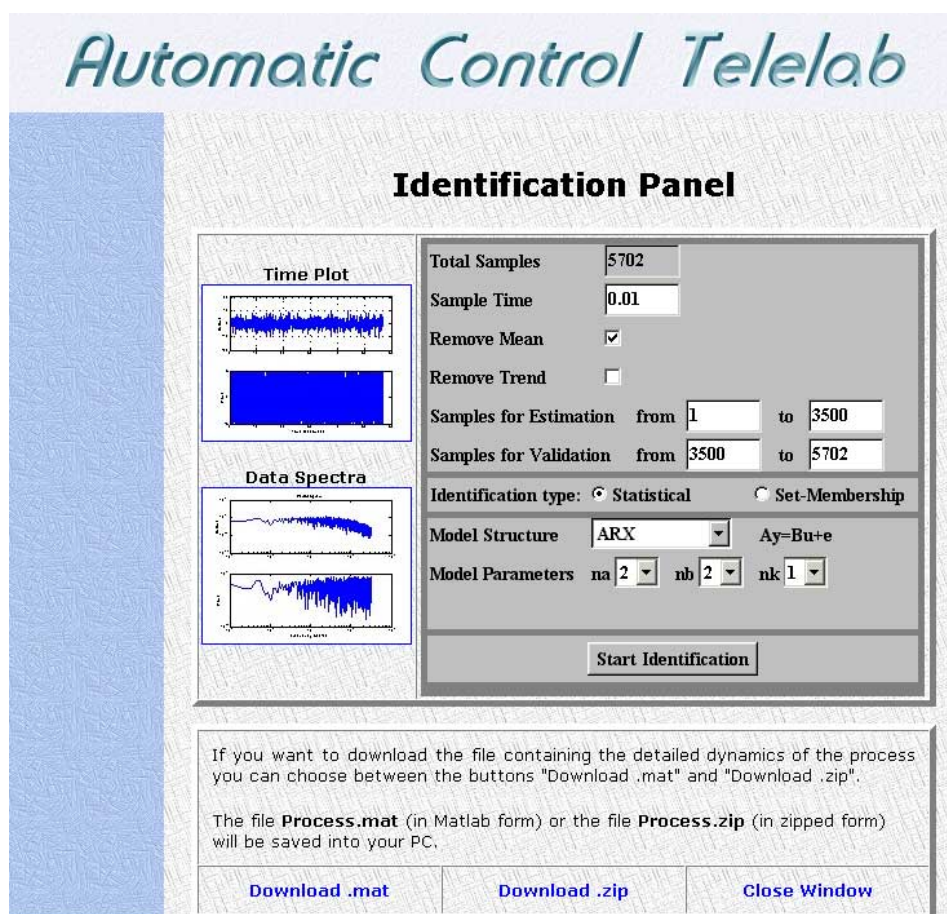 Automatic Control Telelab
Identification Panel
Time Plot
Data Spectra
Total Samples 5702
Sample Time 0.01
Remove Mean
Remove Trend
Samples for Estimation from 1 to 3500
Samples for Validation from 3500 to 5702
Identification type: Statistical Set-Membership
Model Structure ARX Ay=Bu+e
Model Parameters na 2 nb 2 nk 1
Start Identification
If you want to download the file containing the detailed dynamics of the process
you can choose between the buttons "Download .mat" and "Download .zip".
The file Process.mat (in Matlab form) or the file Process.zip (in zipped form)
will be saved into your PC.
Download .mat Download .zip Close Window